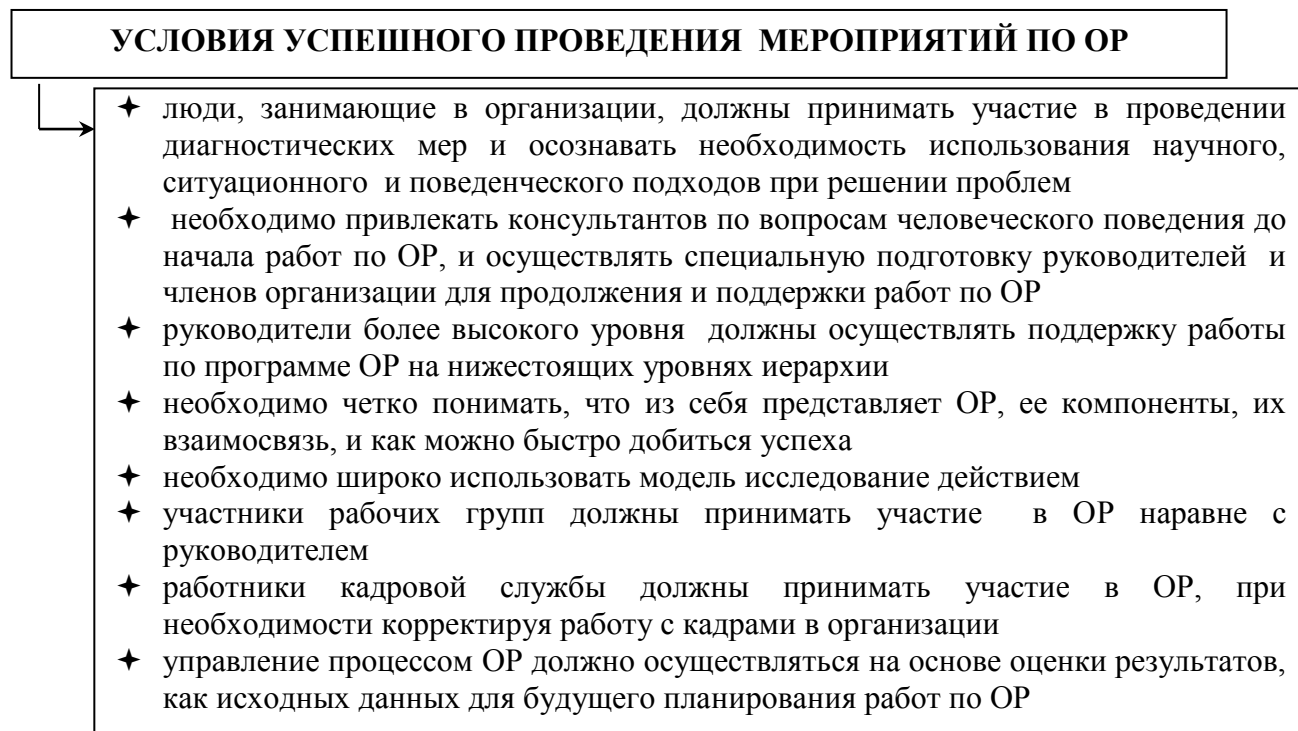 УСЛОВИЯ УСПЕШНОГО ПРОВЕДЕНИЯ МЕРОПРИЯТИЙ ПО ОР
✦ люди, занимающие в организации, должны принимать участие в проведении
диагностических мер и осознавать необходимость использования научного,
ситуационного и поведенческого подходов при решении проблем
✦ необходимо привлекать консультантов по вопросам человеческого поведения до
начала работ по ОР, и осуществлять специальную подготовку руководителей и
членов организации для продолжения и поддержки работ по ОР
✦ руководители более высокого уровня должны осуществлять поддержку работы
по программе ОР на нижестоящих уровнях иерархии
✦ необходимо четко понимать, что из себя представляет ОР, ее компоненты, их
взаимосвязь, и как можно быстро добиться успеха
✦ необходимо широко использовать модель исследование действием
✦ участники рабочих групп должны принимать участие в ОР наравне с
руководителем
✦ работники кадровой службы должны принимать участие в ОР, при
необходимости корректируя работу с кадрами в организации
✦ управление процессом ОР должно осуществляться на основе оценки результатов,
как исходных данных для будущего планирования работ по ОР